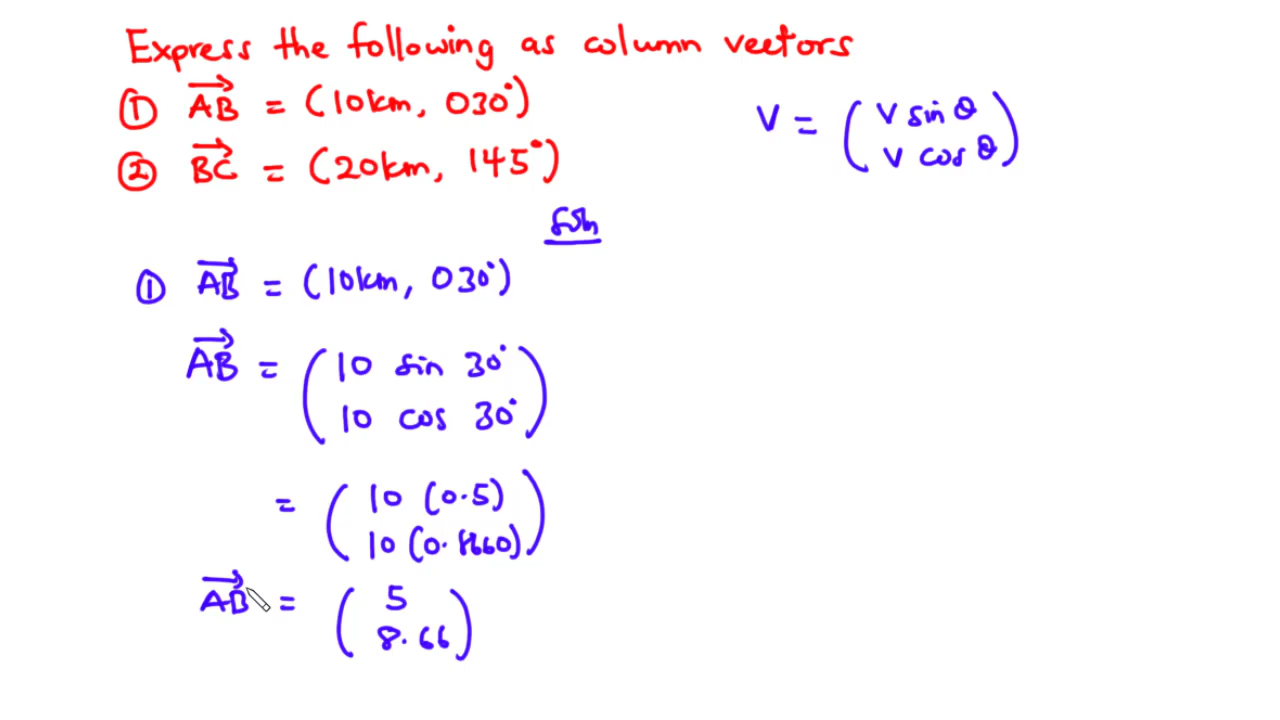 Express the following as column vectors
① AB = (10km, 030°)
② BC = (20km, 145°)
V = ( V sin θ
V cos θ )
soln
① AB = (10km, 030°)
AB = ( 10 sin 30°
10 cos 30° )
= ( 10 (0.5)
10 (0.8660) )
AB = ( 5
8.66 )